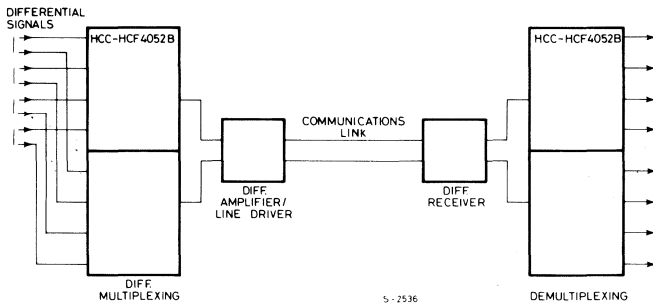 DIFFERENTIAL
SIGNALS
HCC-HCF4052B
HCC-HCF4052B
COMMUNICATIONS
LINK
DIFF.
AMPLIFIER/
LINE DRIVER
DIFF.
RECEIVER
DIFF.
MULTIPLEXING
S-2536
DEMULTIPLEXING